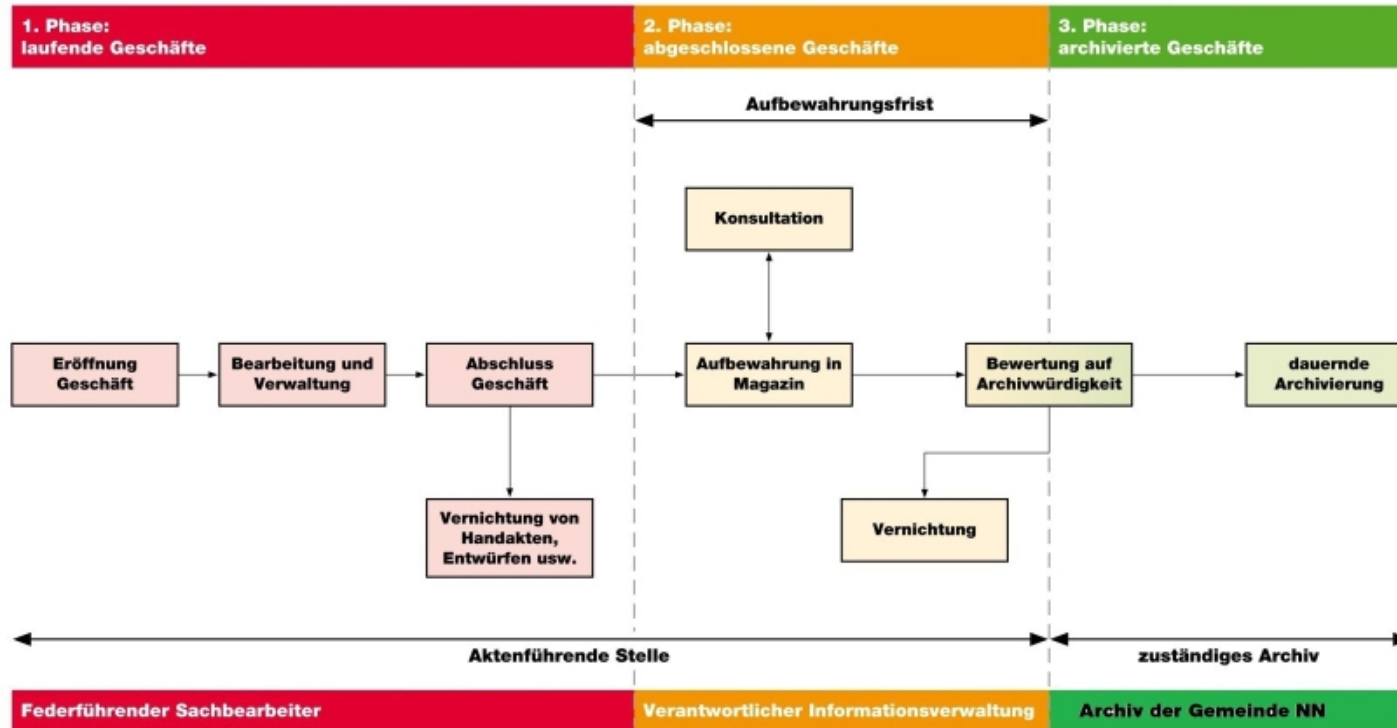 1. Phase:
laufende Geschäfte
2. Phase:
abgeschlossene Geschäfte
3. Phase:
archivierte Geschäfte
Aufbewahrungsfrist
Konsultation
Eröffnung
Geschäft
Bearbeitung und
Verwaltung
Abschluss
Geschäft
Aufbewahrung in
Magazin
Bewertung auf
Archivwürdigkeit
dauernde
Archivierung
Vernichtung von
Handakten,
Entwürfen usw.
Vernichtung
Aktenführende Stelle
zuständiges Archiv
Federführender Sachbearbeiter
Verantwortlicher Informationsverwaltung
Archiv der Gemeinde NN